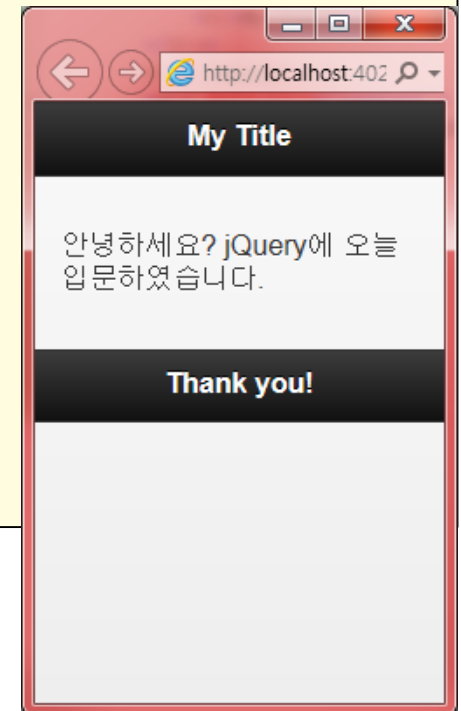 http://localhost:402
My Title
안녕하세요? jQuery에 오늘
입문하였습니다.
Thank you!